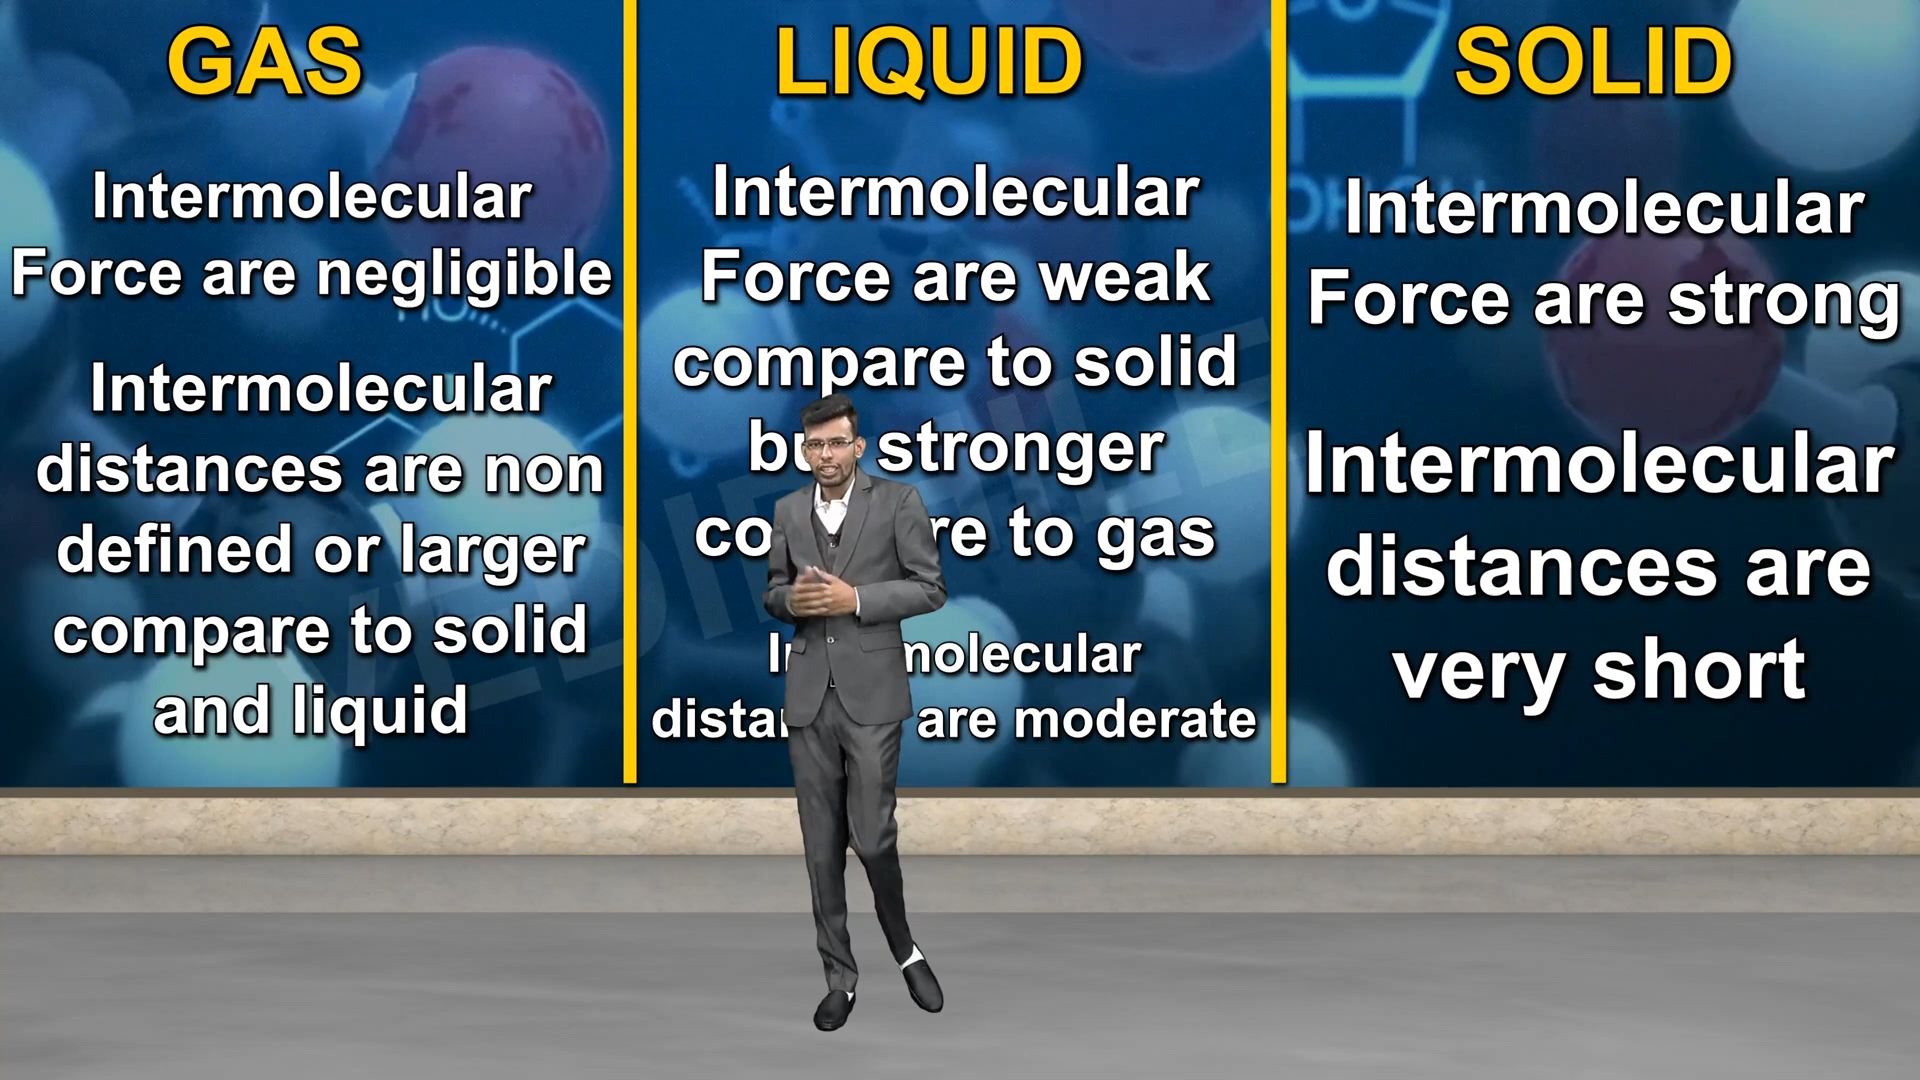 GAS
Intermolecular
Force are negligible
Intermolecular
distances are non
defined or larger
compare to solid
and liquid
LIQUID
Intermolecular
Force are weak
compare to solid
stronger
to gas
are moderate
SOLID
Intermolecular
Force are strong
Intermolecular
distances are
very short